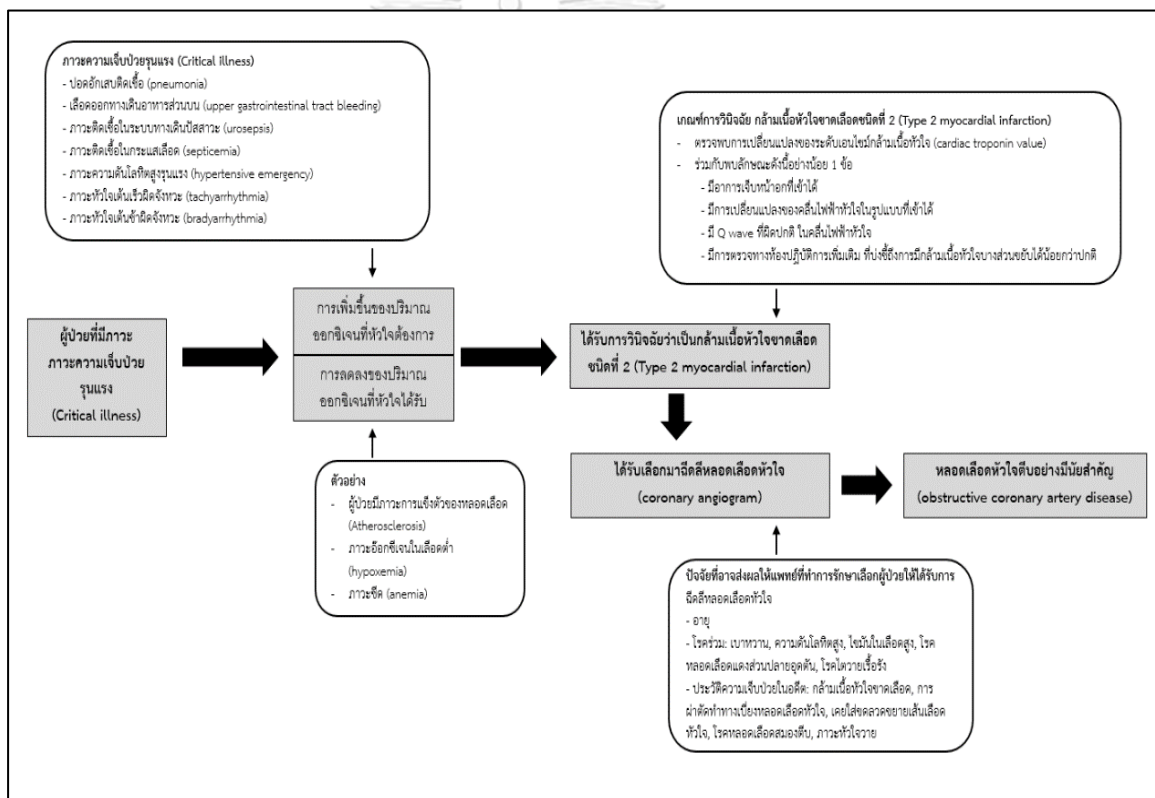 ภาวะความเจ็บป่วยรุนแรง (Critical illness)
- ปอดอักเสบติดเชื้อ (pneumonia)
- เลือดออกทางเดินอาหารส่วนบน (upper gastrointestinal tract bleeding)
- ภาวะติดเชื้อในระบบทางเดินปัสสาวะ (urosepsis)
- ภาวะติดเชื้อในกระแสเลือด (septicemia)
- ภาวะความดันโลหิตสูงรุนแรง (hypertensive emergency)
- ภาวะหัวใจเต้นเร็วผิดจังหวะ (tachyarrhythmia)
- ภาวะหัวใจเต้นช้าผิดจังหวะ (bradyarrhythmia)
เกณฑ์การวินิจฉัย กล้ามเนื้อหัวใจขาดเลือดชนิดที่ 2 (Type 2 myocardial infarction)
- ตรวจพบการเปลี่ยนแปลงของระดับเอนไซม์กล้ามเนื้อหัวใจ (cardiac troponin value)
- ร่วมกับพบลักษณะดังนี้อย่างน้อย 1 ข้อ
- มีอาการเจ็บหน้าอกที่เข้าได้
- มีการเปลี่ยนแปลงของคลื่นไฟฟ้าหัวใจในรูปแบบที่เข้าได้
- มี Q wave ที่ผิดปกติ ในคลื่นไฟฟ้าหัวใจ
- มีการตรวจทางห้องปฏิบัติการเพิ่มเติม ที่บ่งชี้ถึงการมีกล้ามเนื้อหัวใจบางส่วนขยับได้น้อยกว่าปกติ
ผู้ป่วยที่มีภาวะ
ภาวะความเจ็บป่วย
รุนแรง
(Critical illness)
การเพิ่มขึ้นของปริมาณ
ออกซิเจนที่หัวใจต้องการ
การลดลงของปริมาณ
ออกซิเจนที่หัวใจได้รับ
ได้รับการวินิจฉัยว่าเป็นกล้ามเนื้อหัวใจขาดเลือด
ชนิดที่ 2 (Type 2 myocardial infarction)
ได้รับเลือกมาฉีดสีหลอดเลือดหัวใจ
(coronary angiogram)
หลอดเลือดหัวใจตีบอย่างมีนัยสำคัญ
(obstructive coronary artery disease)
ตัวอย่าง
- ผู้ป่วยมีภาวะการแข็งตัวของหลอดเลือด
(Atherosclerosis)
- ภาวะอ๊อกซีเจนในเลือดต่ำ
(hypoxemia)
- ภาวะซีด (anemia)
ปัจจัยที่อาจส่งผลให้แพทย์ที่ทำการรักษาเลือกผู้ป่วยให้ได้รับการ
ฉีดสีหลอดเลือดหัวใจ
- อายุ
- โรคร่วม: เบาหวาน, ความดันโลหิตสูง, ไขมันในเลือดสูง, โรค
หลอดเลือดแดงส่วนปลายอุดตัน, โรคไตวายเรื้อรัง
- ประวัติความเจ็บป่วยในอดีต: กล้ามเนื้อหัวใจขาดเลือด, การ
ผ่าตัดทำทางเบี่ยงหลอดเลือดหัวใจ, เคยใส่ขดลวดขยายเส้นเลือด
หัวใจ, โรคหลอดเลือดสมองตีบ, ภาวะหัวใจวาย